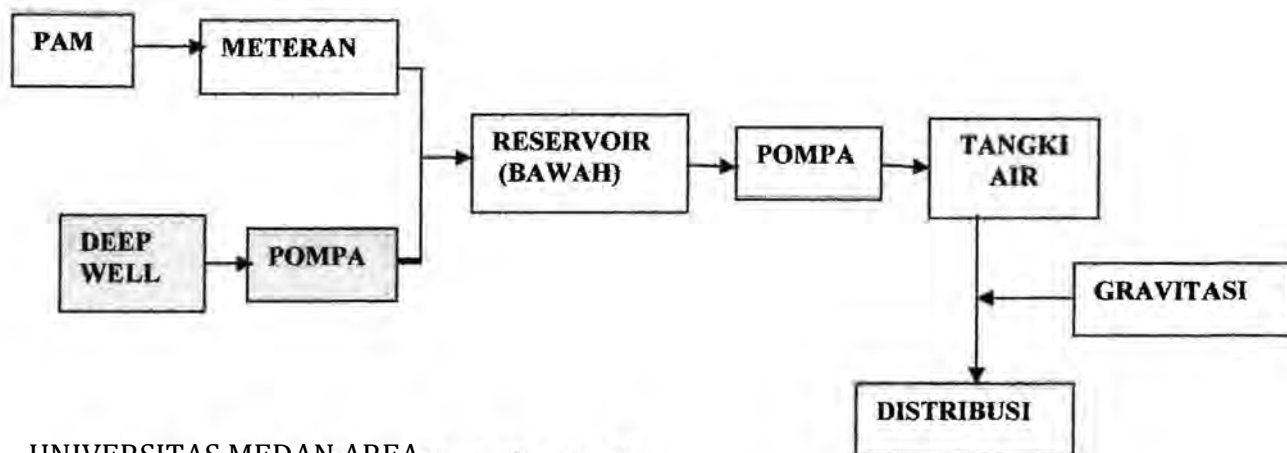 PAM
METERAN
RESERVOIR
(BAWAH)
POMPA
TANGKI
AIR
DEEP
WELL
POMPA
GRAVITASI
DISTRIBUSI
UNIVERSITAS MEDAN AREA